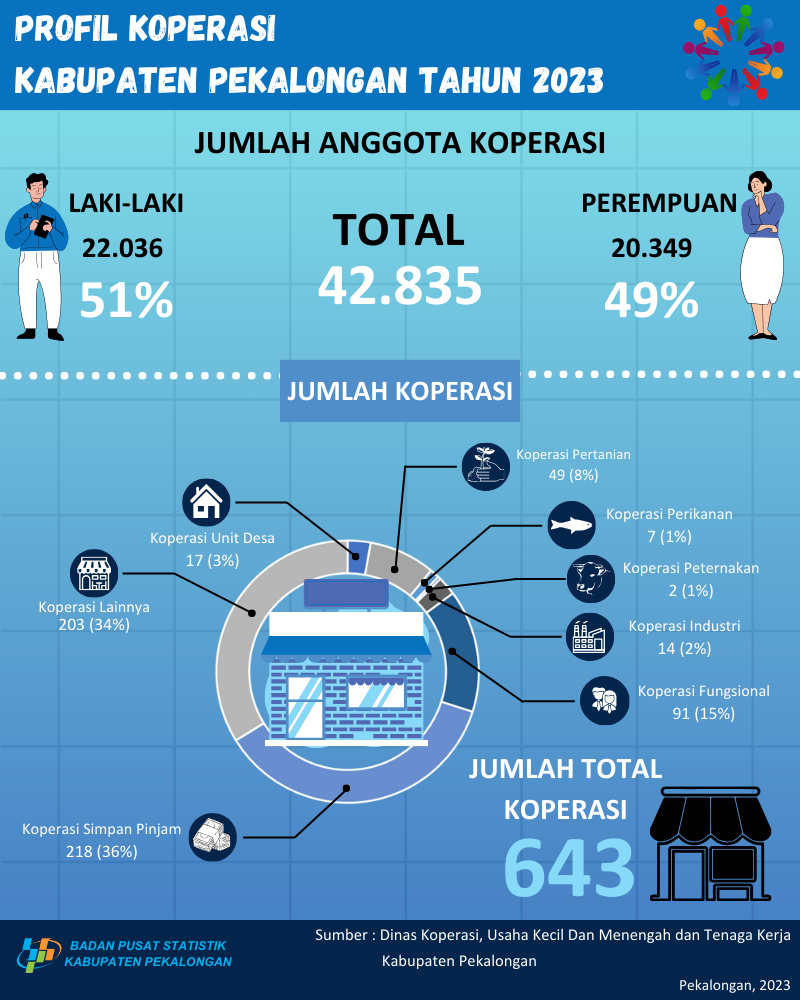 PROFIL KOPERASI
KABUPATEN PEKALONGAN TAHUN 2023
JUMLAH ANGGOTA KOPERASI
LAKI-LAKI
22.036
51%
TOTAL
42.835
PEREMPUAN
20.349
49%
JUMLAH KOPERASI
Koperasi Pertanian
49 (8%)
Koperasi Perikanan
7 (1%)
Koperasi Peternakan
2 (1%)
Koperasi Industri
14 (2%)
Koperasi Fungsional
91 (15%)
Koperasi Unit Desa
17 (3%)
Koperasi Lainnya
203 (34%)
Koperasi Simpan Pinjam
218 (36%)
JUMLAH TOTAL
KOPERASI
643
BADAN PUSAT STATISTIK
KABUPATEN PEKALONGAN
Sumber : Dinas Koperasi, Usaha Kecil Dan Menengah dan Tenaga Kerja
Kabupaten Pekalongan
Pekalongan, 2023